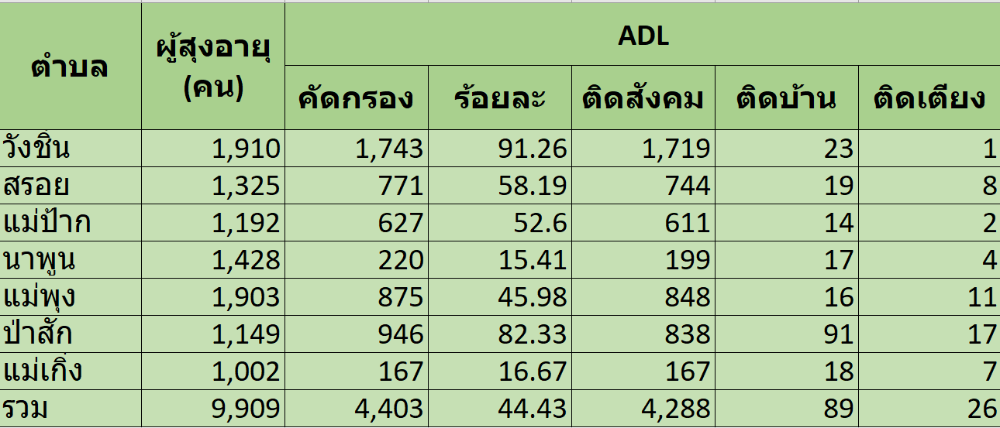 ตำบล ผู้สุงอายุ (คน) ADL
คัดกรอง ร้อยละ ติดสังคม ติดบ้าน ติดเตียง
วังชิ้น 1,910 1,743 91.26 1,719 23 1
สรอย 1,325 771 58.19 744 19 8
แม่ป้าก 1,192 627 52.6 611 14 2
นาพูน 1,428 220 15.41 199 17 4
แม่พุง 1,903 875 45.98 848 16 11
ป่าสัก 1,149 946 82.33 838 91 17
แม่เกิ๋ง 1,002 167 16.67 167 18 7
รวม 9,909 4,403 44.43 4,288 89 26